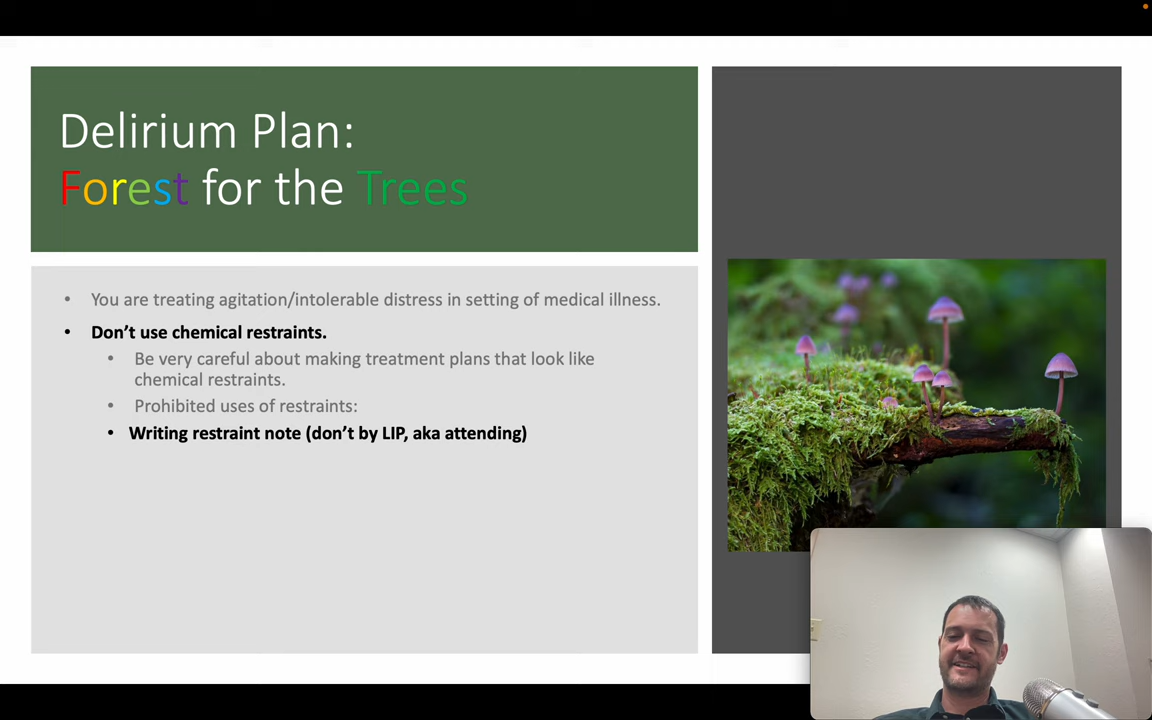 Delirium Plan:
Forest for the Trees
• You are treating agitation/intolerable distress in setting of medical illness.
• Don’t use chemical restraints.
• Be very careful about making treatment plans that look like
chemical restraints.
• Prohibited uses of restraints:
• Writing restraint note (don’t by LIP, aka attending)